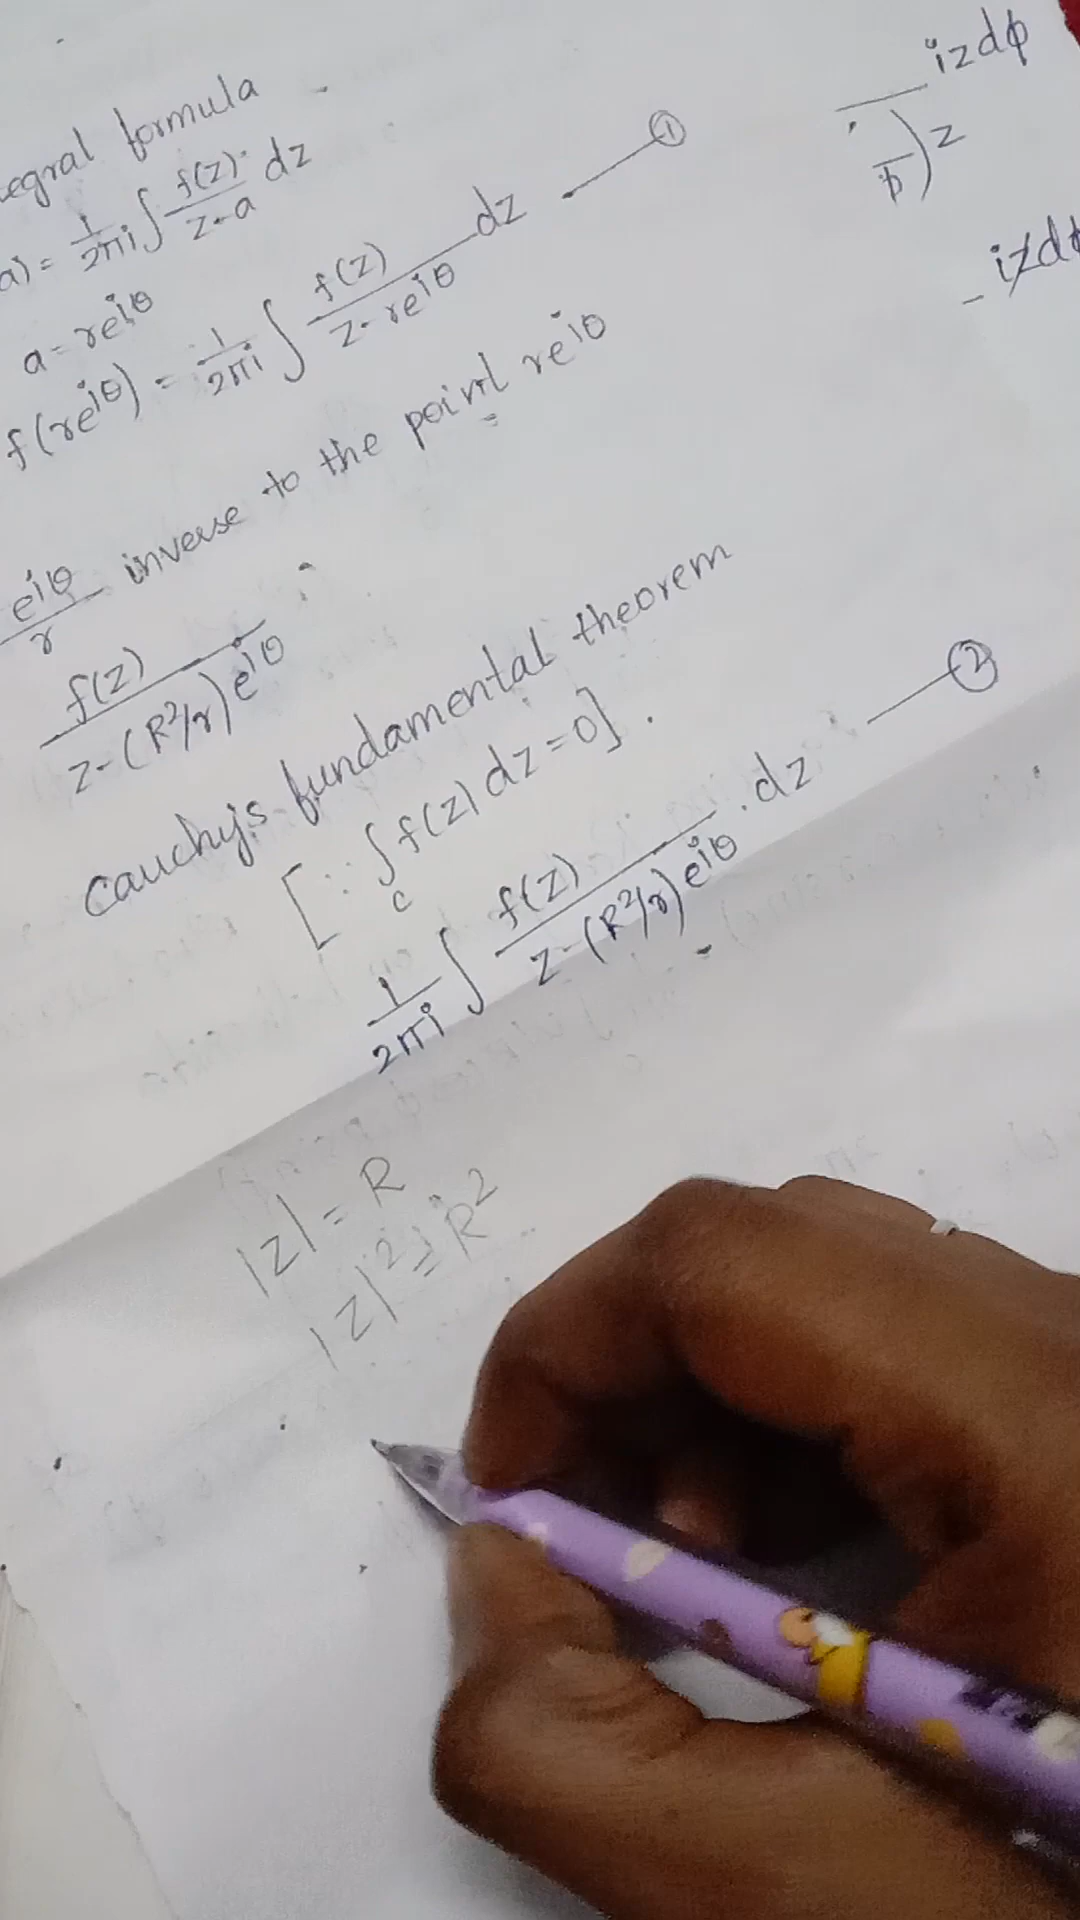 egral formula
a) = 1/2πi ∫ f(z)/z-a dz
a = re^iθ
f(re^iθ) = 1/2πi ∫ f(z)/z-re^iθ dz — ①
e^iθ/r inverse to the point re^iθ
f(z)/z-(R²/r)e^iθ
Cauchy's fundamental theorem
[∵ ∫c f(z) dz = 0].
1/2πi ∫ f(z)/z-(R²/r)e^iθ . dz — ②
|z| = R
|z|² = R²
izdφ
)z
izdφ